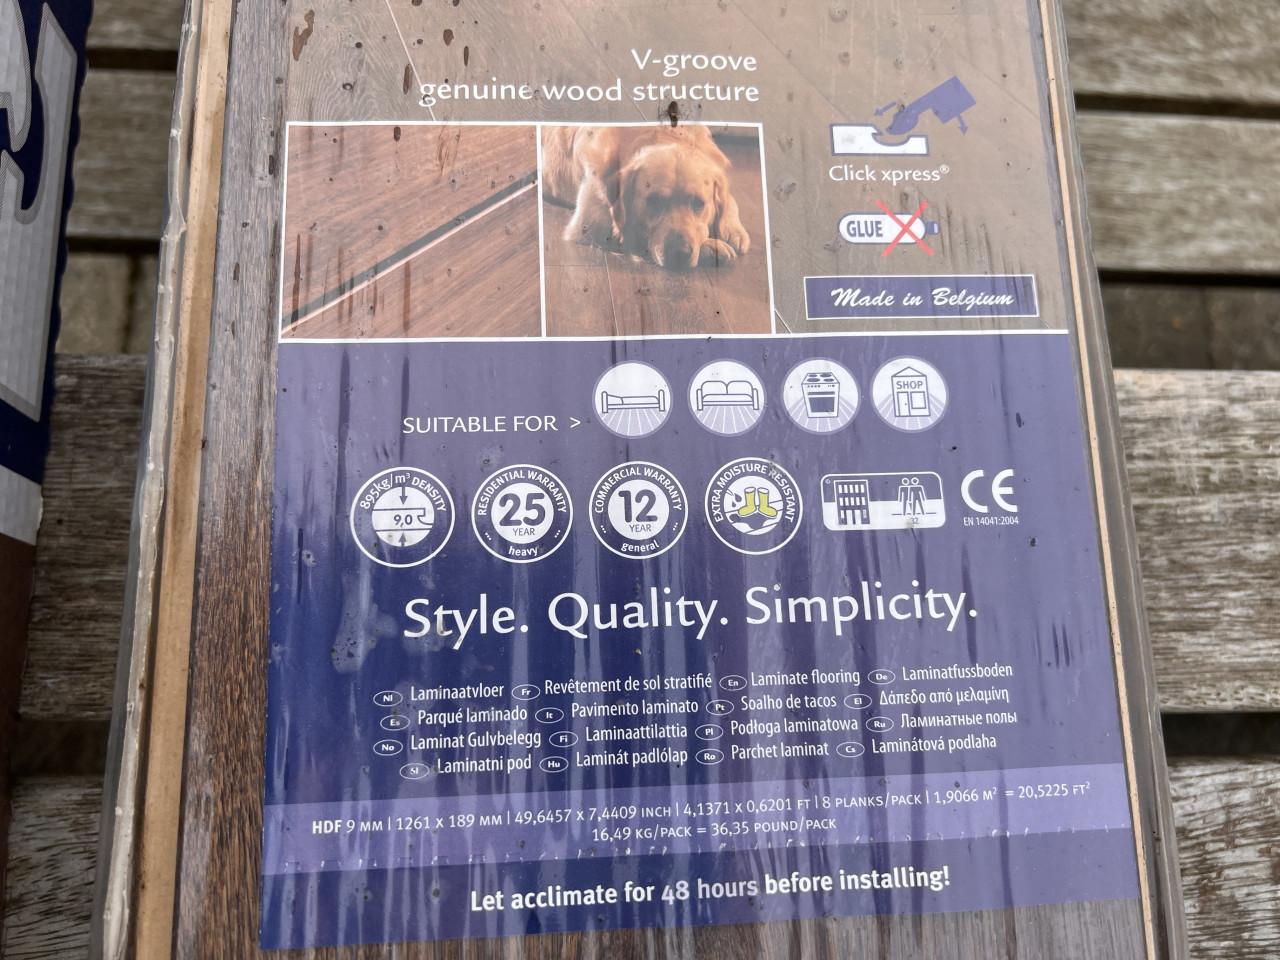 V-groove
genuine wood structure
Click xpress®
GLUE
Made in Belgium
SUITABLE FOR >
SHOP
895kg/m³ DENSITY
9,0
RESIDENTIAL WARRANTY
25
YEAR
heavy
COMMERCIAL WARRANTY
12
YEAR
general
EXTRA MOISTURE RESISTANT
32
CE
EN 14041:2004
Style. Quality. Simplicity.
Nl Laminaatvloer Fr Revêtement de sol stratifié En Laminate flooring De Laminatfussboden
Es Parqué laminado It Pavimento laminato Pt Soalho de tacos El Δάπεδο από μελαμίνη
No Laminat Gulvbelegg Fi Laminaattilattia Pl Podłoga laminatowa Ru Ламинатные полы
Sl Laminatni pod Hu Laminát padlólap Ro Parchet laminat Cs Laminátová podlaha
HDF 9 MM | 1261 x 189 MM | 49,6457 x 7,4409 INCH | 4,1371 x 0,6201 FT | 8 PLANKS/PACK | 1,9066 M² = 20,5225 FT²
16,49 KG/PACK = 36,35 POUND/PACK
Let acclimate for 48 hours before installing!